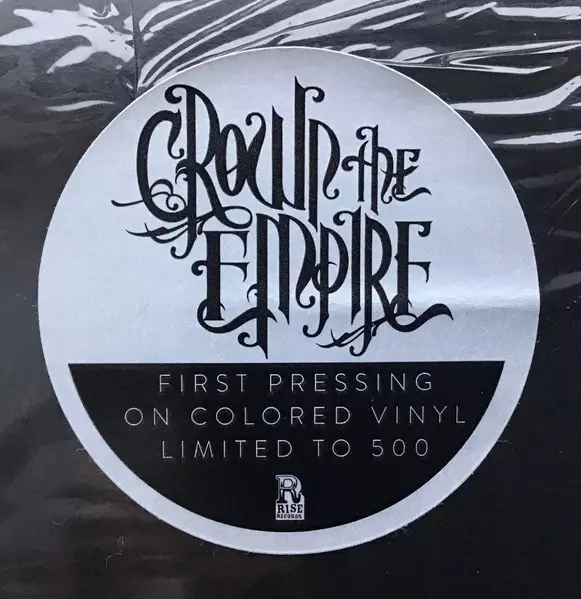 CROWN THE
EMPIRE
FIRST PRESSING
ON COLORED VINYL
LIMITED TO 500
R
RISE
RECORDS